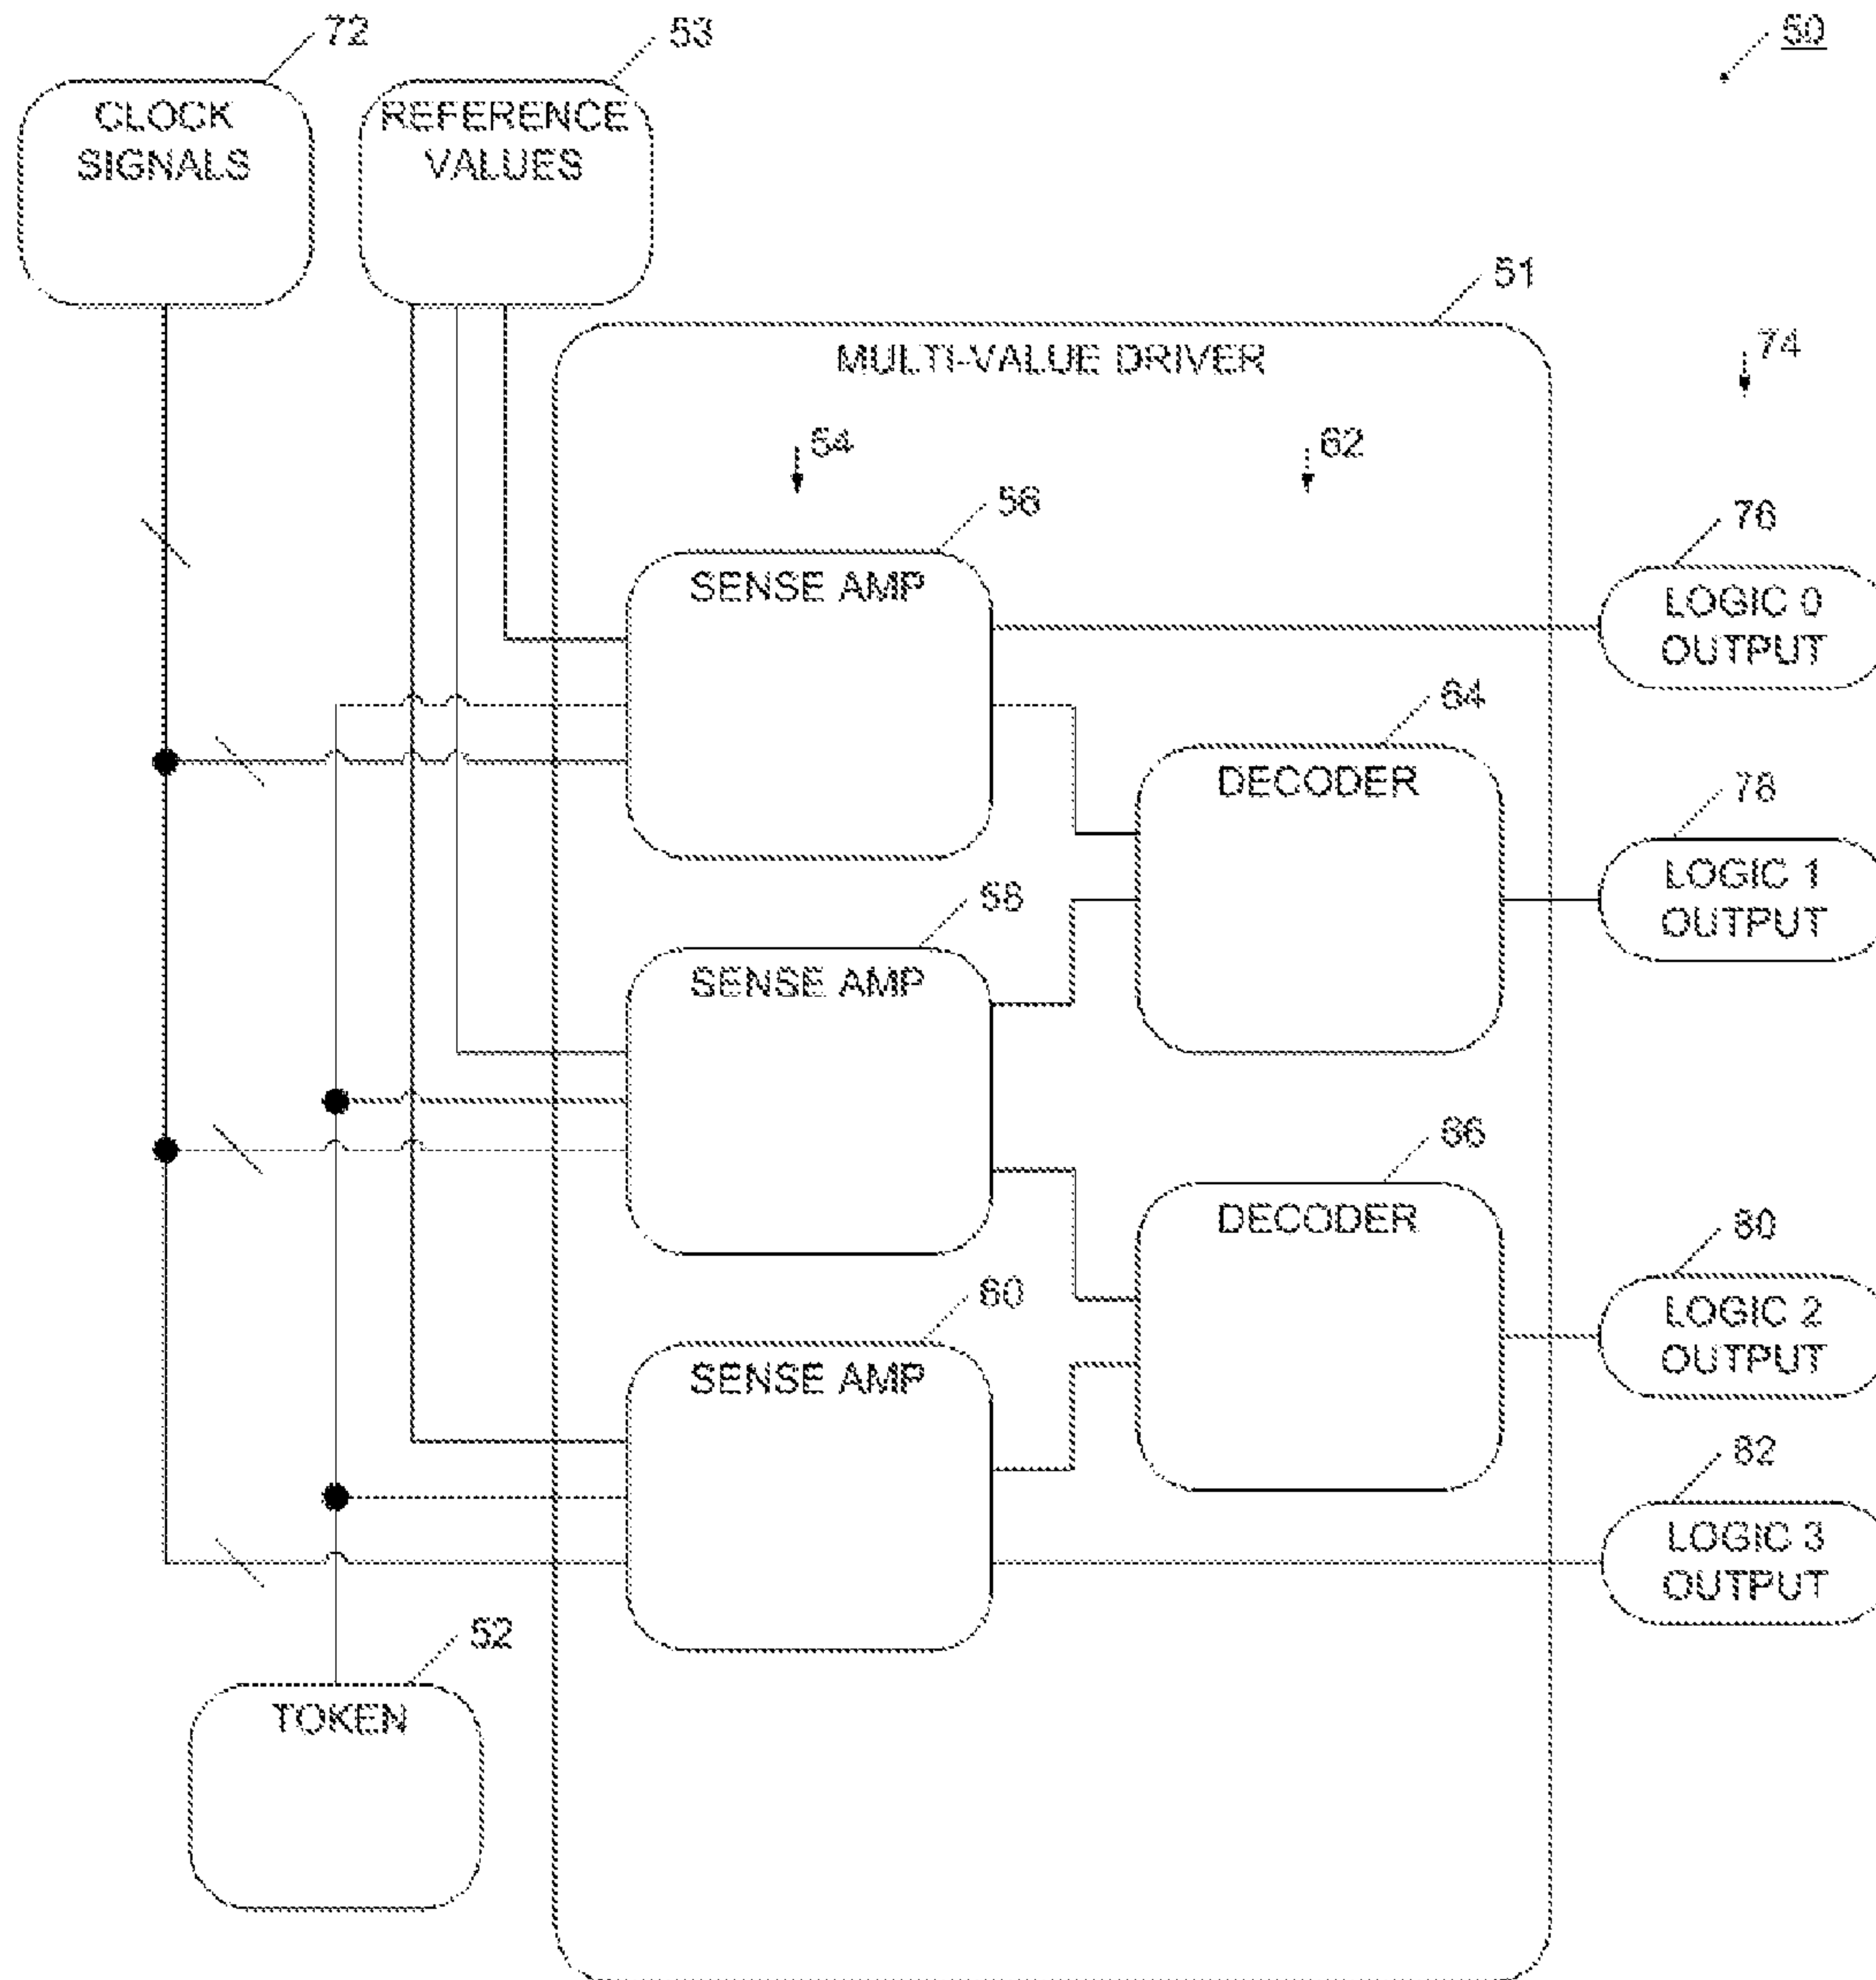 72
53
50
CLOCK
SIGNALS
REFERENCE
VALUES
51
MULTI-VALUE DRIVER
74
54
62
56
SENSE AMP
76
LOGIC 0
OUTPUT
64
DECODER
78
LOGIC 1
OUTPUT
58
SENSE AMP
66
DECODER
80
LOGIC 2
OUTPUT
60
SENSE AMP
82
LOGIC 3
OUTPUT
52
TOKEN